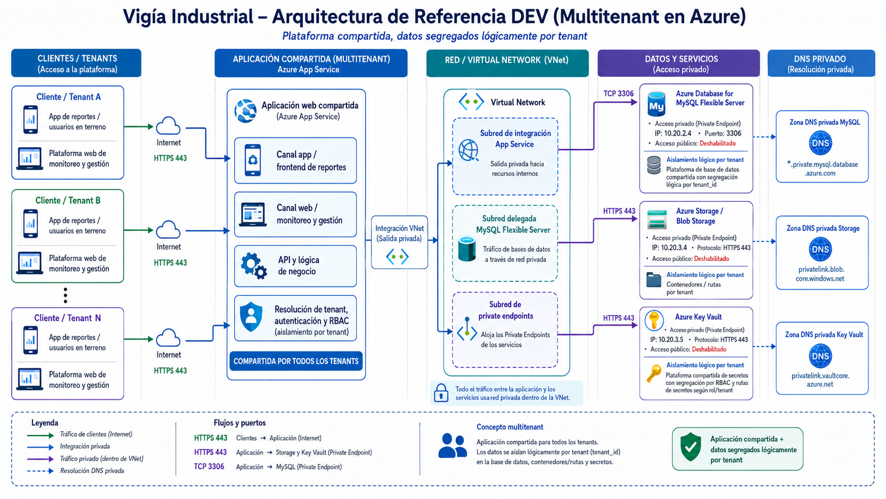 Vigía Industrial – Arquitectura de Referencia DEV (Multitenant en Azure)
Plataforma compartida, datos segregados lógicamente por tenant
CLIENTES / TENANTS
(Acceso a la plataforma)
Cliente / Tenant A
App de reportes /
usuarios en terreno
Plataforma web de
monitoreo y gestión
Cliente / Tenant B
App de reportes /
usuarios en terreno
Plataforma web de
monitoreo y gestión
Cliente / Tenant N
App de reportes /
usuarios en terreno
Plataforma web de
monitoreo y gestión
Internet
HTTPS 443
Internet
HTTPS 443
Internet
HTTPS 443
APLICACIÓN COMPARTIDA (MULTITENANT)
Azure App Service
Aplicación web compartida
(Azure App Service)
Canal app /
frontend de reportes
Canal web /
monitoreo y gestión
API y lógica
de negocio
Resolución de tenant,
autenticación y RBAC
(aislamiento por tenant)
COMPARTIDA POR TODOS LOS TENANTS
Integración VNet
(Salida privada)
RED / VIRTUAL NETWORK (VNet)
Virtual Network
Subred de integración
App Service
Salida privada hacia
recursos internos
Subred delegada
MySQL Flexible Server
Tráfico de bases de datos
a través de red privada
Subred de
private endpoints
Aloja los Private Endpoints
de los servicios
Todo el tráfico entre la aplicación y los
servicios usa red privada dentro de la VNet.
DATOS Y SERVICIOS
(Acceso privado)
TCP 3306
My
Azure Database for
MySQL Flexible Server
• Acceso privado (Private Endpoint)
IP: 10.20.2.4 • Puerto: 3306
• Acceso público: Deshabilitado
Aislamiento lógico por tenant
Plataforma de base de datos
compartida con segregación
lógica por tenant_id
HTTPS 443
Azure Storage /
Blob Storage
• Acceso privado (Private Endpoint)
IP: 10.20.3.4 • Protocolo: HTTPS 443
• Acceso público: Deshabilitado
Aislamiento lógico por tenant
Contenedores / rutas
por tenant
HTTPS 443
Azure Key Vault
• Acceso privado (Private Endpoint)
IP: 10.20.3.5 • Protocolo: HTTPS 443
• Acceso público: Deshabilitado
Aislamiento lógico por tenant
Plataforma compartida de secretos
con segregación por RBAC y rutas
de secretos según rol/tenant
DNS PRIVADO
(Resolución privada)
Zona DNS privada MySQL
DNS
*.private.mysql.database
.azure.com
Zona DNS privada Storage
DNS
privatelink.blob.
core.windows.net
Zona DNS privada Key Vault
DNS
privatelink.vaultcore.
azure.net
Leyenda
Tráfico de clientes (Internet)
Integración privada
Tráfico privado (dentro de VNet)
Resolución DNS privada
Flujos y puertos
HTTPS 443 Clientes → Aplicación (Internet)
HTTPS 443 Aplicación → Storage y Key Vault (Private Endpoint)
TCP 3306 Aplicación → MySQL (Private Endpoint)
Concepto multitenant
Aplicación compartida para todos los tenants.
Los datos se aíslan lógicamente por tenant (tenant_id)
en la base de datos, contenedores/rutas y secretos.
Aplicación compartida +
datos segregados lógicamente
por tenant